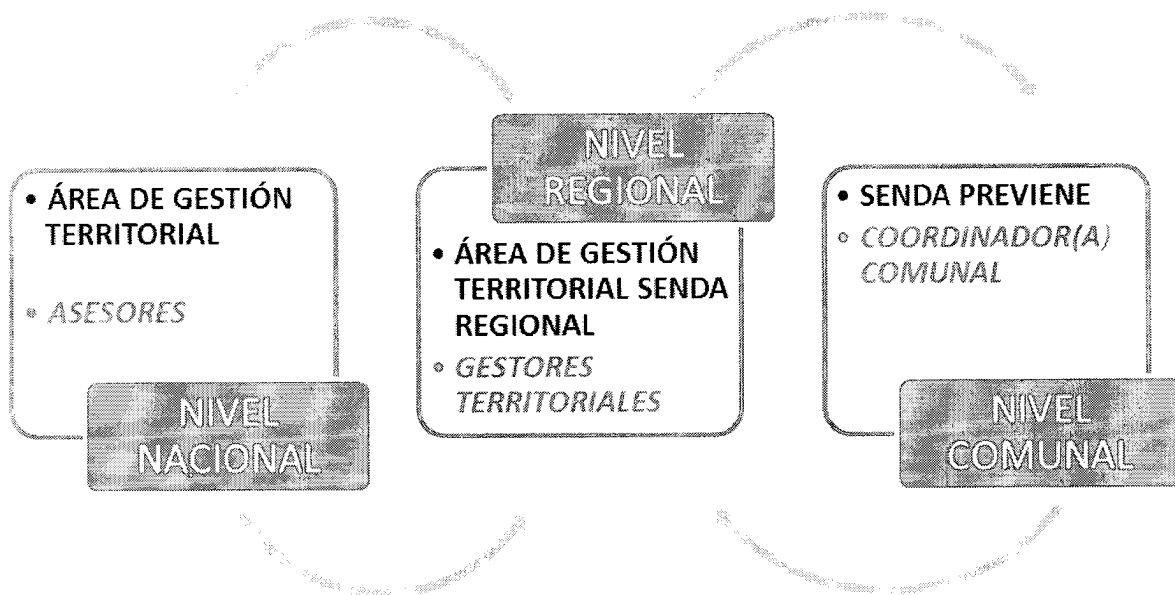 • ÁREA DE GESTIÓN
TERRITORIAL
• ASESORES
NIVEL
NACIONAL
NIVEL
REGIONAL
• ÁREA DE GESTIÓN
TERRITORIAL SENDA
REGIONAL
• GESTORES
TERRITORIALES
• SENDA PREVIENE
• COORDINADOR(A)
COMUNAL
NIVEL
COMUNAL